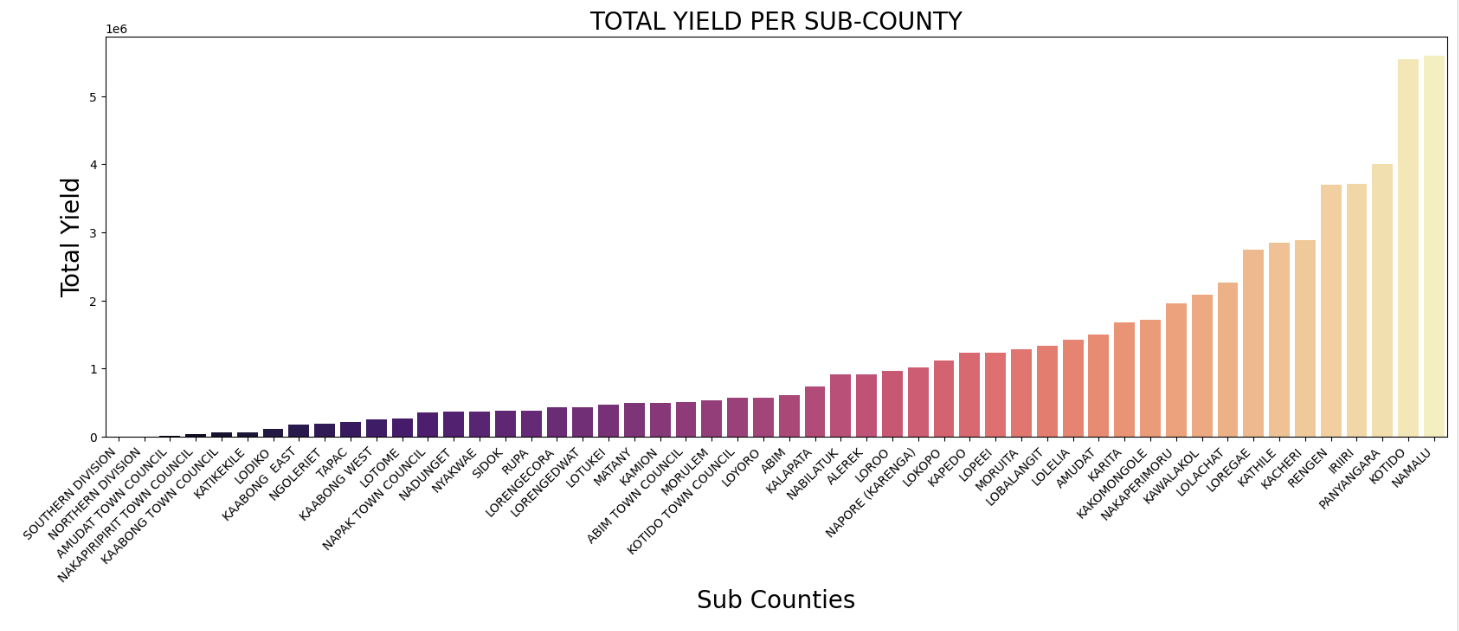 TOTAL YIELD PER SUB-COUNTY
1e6
5
4
3
2
1
0
Total Yield
SOUTHERN DIVISION
NORTHERN DIVISION
AMUDAT TOWN COUNCIL
NAKAPIRIPIRIT TOWN COUNCIL
KAABONG TOWN COUNCIL
KATIKEKILE
LODIKO
KAABONG EAST
NGOLERIET
TAPAC
KAABONG WEST
LOTOME
NAPAK TOWN COUNCIL
NADUNGET
NYAKWAE
SIDOK
RUPA
LORENGECORA
LORENGEDWAT
LOTUKEI
MATANY
KAMION
ABIM TOWN COUNCIL
MORULEM
KOTIDO TOWN COUNCIL
LOYORO
ABIM
KALAPATA
NABILATUK
ALEREK
LOROO
NAPORE (KARENGA)
LOKOPO
KAPEDO
LOPEEI
MORUITA
LOBALANGIT
LOLELIA
AMUDAT
KARITA
KAKOMONGOLE
NAKAPERIMORU
KAWALAKOL
LOLACHAT
LOREGAE
KATHILE
KACHERI
RENGEN
IRIIRI
PANYANGARA
KOTIDO
NAMALU
Sub Counties